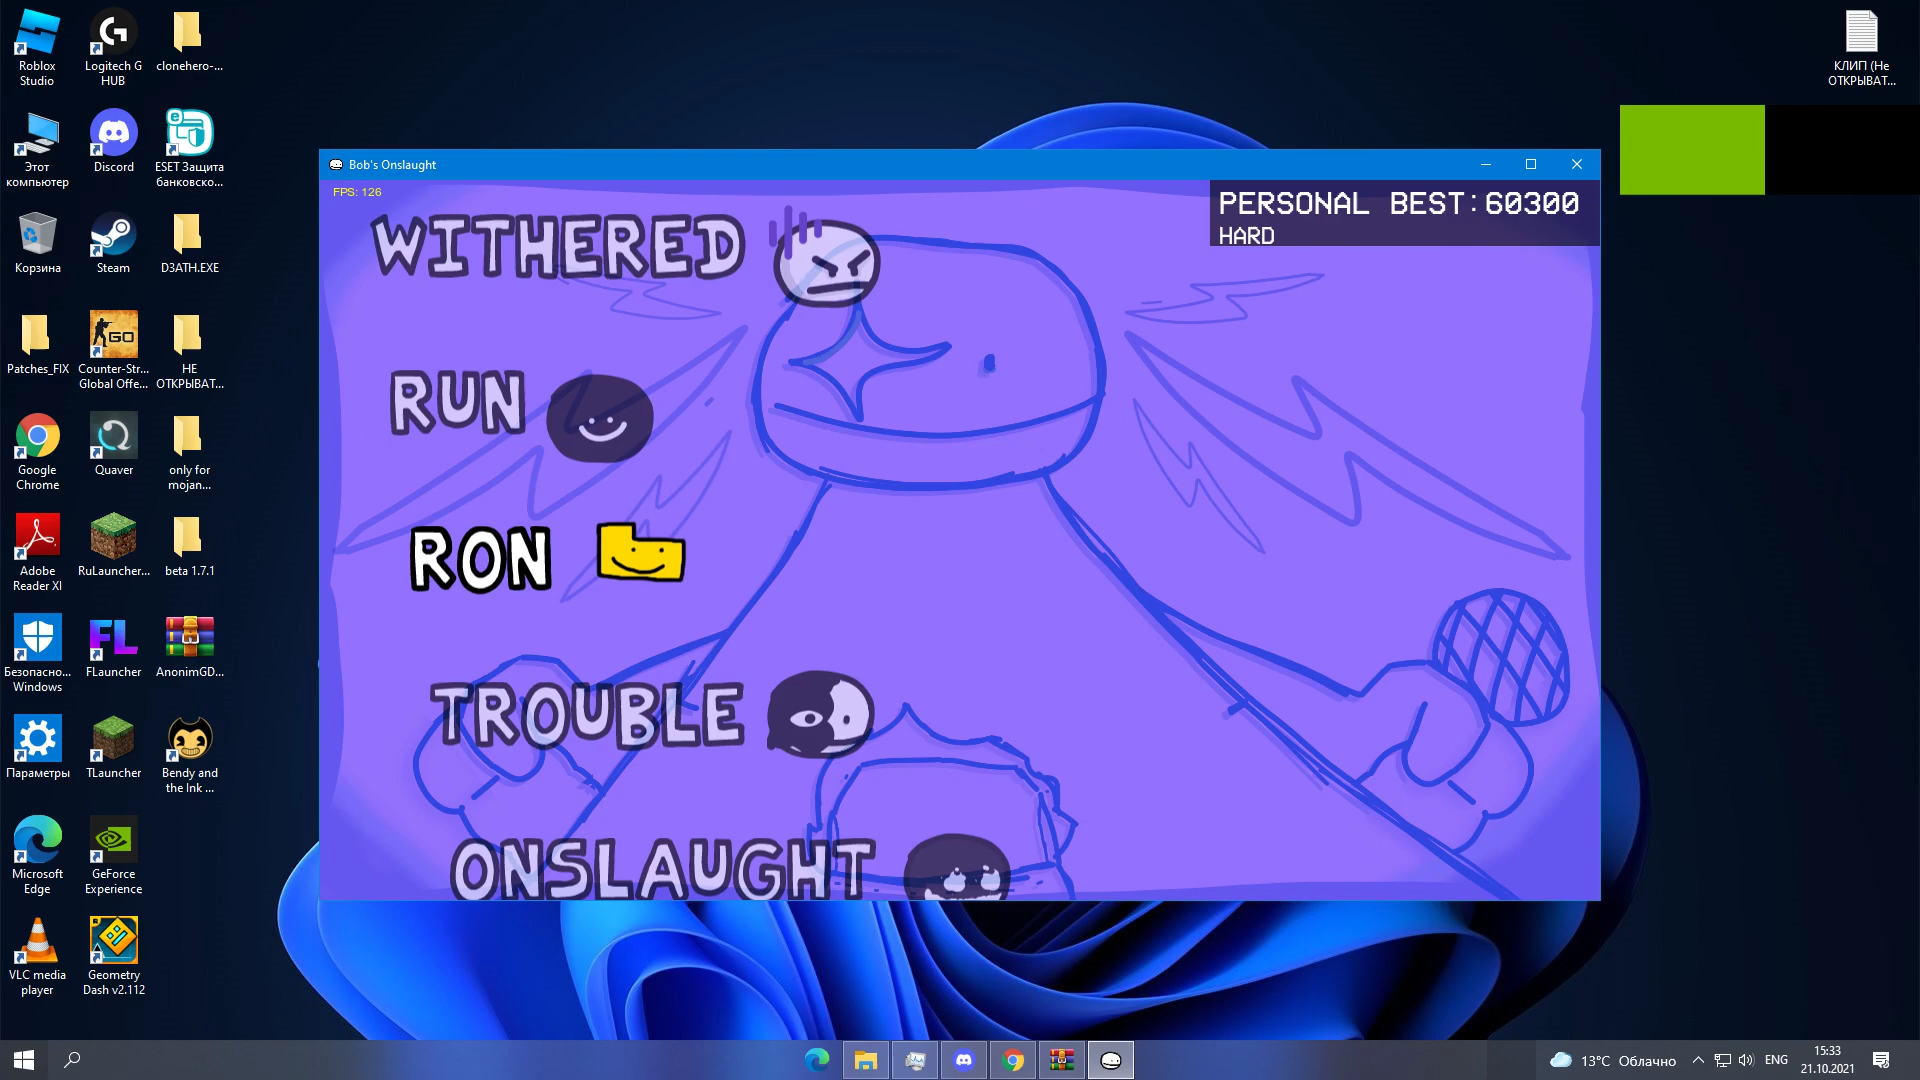 Roblox
Studio
Logitech G
HUB
clonehero-...
КЛИП (Не
ОТКРЫВАТ...
Этот
компьютер
Discord
ESET Защита
банковско...
Корзина
Steam
D3ATH.EXE
Patches_FIX
Counter-Str...
Global Offe...
GO
НЕ
ОТКРЫВАТ...
Google
Chrome
Quaver
only for
mojan...
Adobe
Reader XI
RuLauncher...
beta 1.7.1
Безопасно...
Windows
FL
FLauncher
AnonimGD...
Параметры
TLauncher
Bendy and
the Ink ...
Microsoft
Edge
GeForce
Experience
VLC media
player
Geometry
Dash v2.112
Bob's Onslaught
FPS: 126
PERSONAL BEST:60300
HARD
WITHERED
RUN
RON
TROUBLE
ONSLAUGHT
13°C Облачно
ENG
15:33
21.10.2021